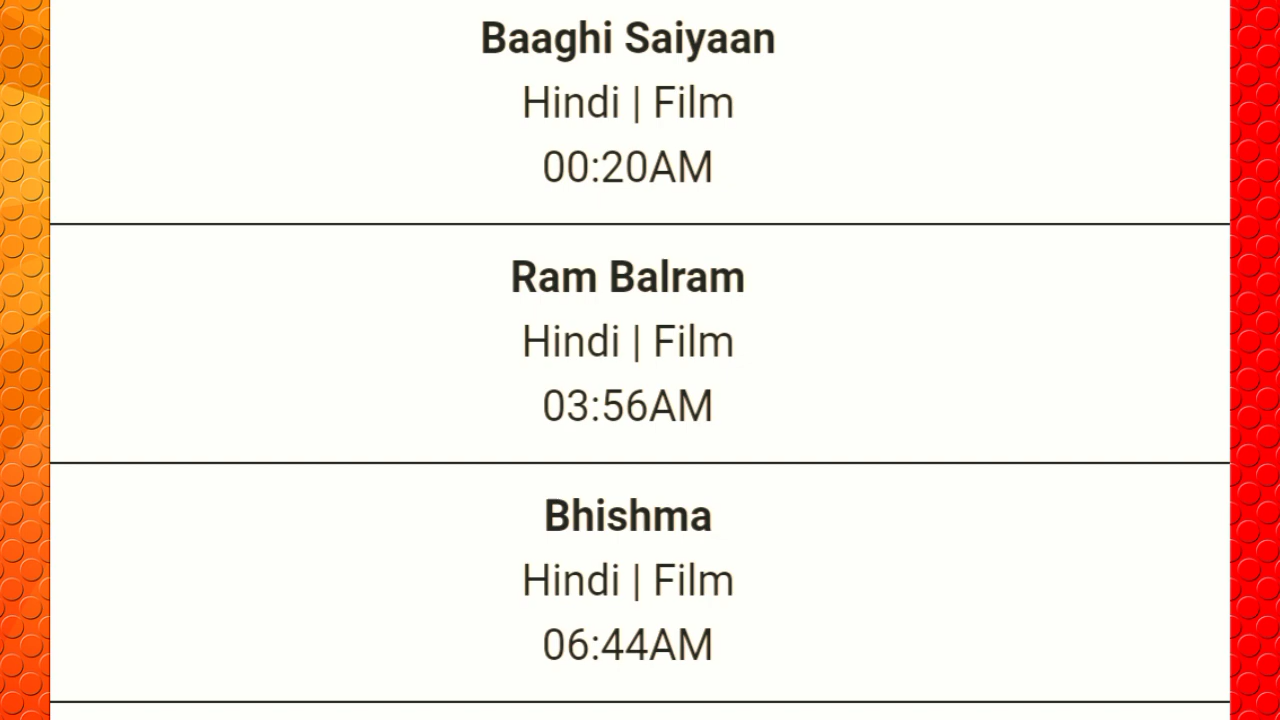 Baaghi Saiyaan
Hindi | Film
00:20AM
Ram Balram
Hindi | Film
03:56AM
Bhishma
Hindi | Film
06:44AM